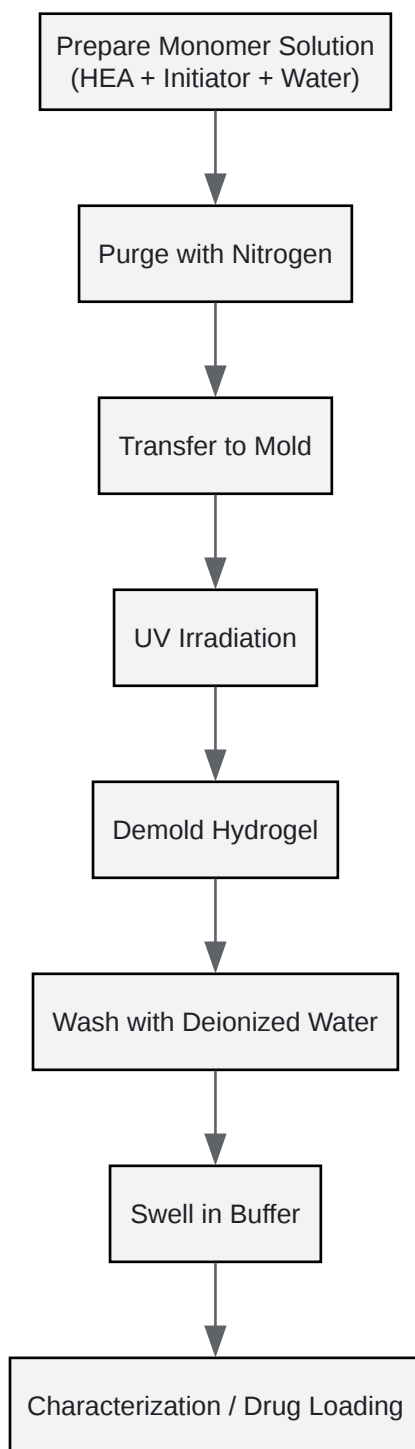 Prepare Monomer Solution
(HEA + Initiator + Water)
Purge with Nitrogen
Transfer to Mold
UV Irradiation
Demold Hydrogel
Wash with Deionized Water
Swell in Buffer
Characterization / Drug Loading